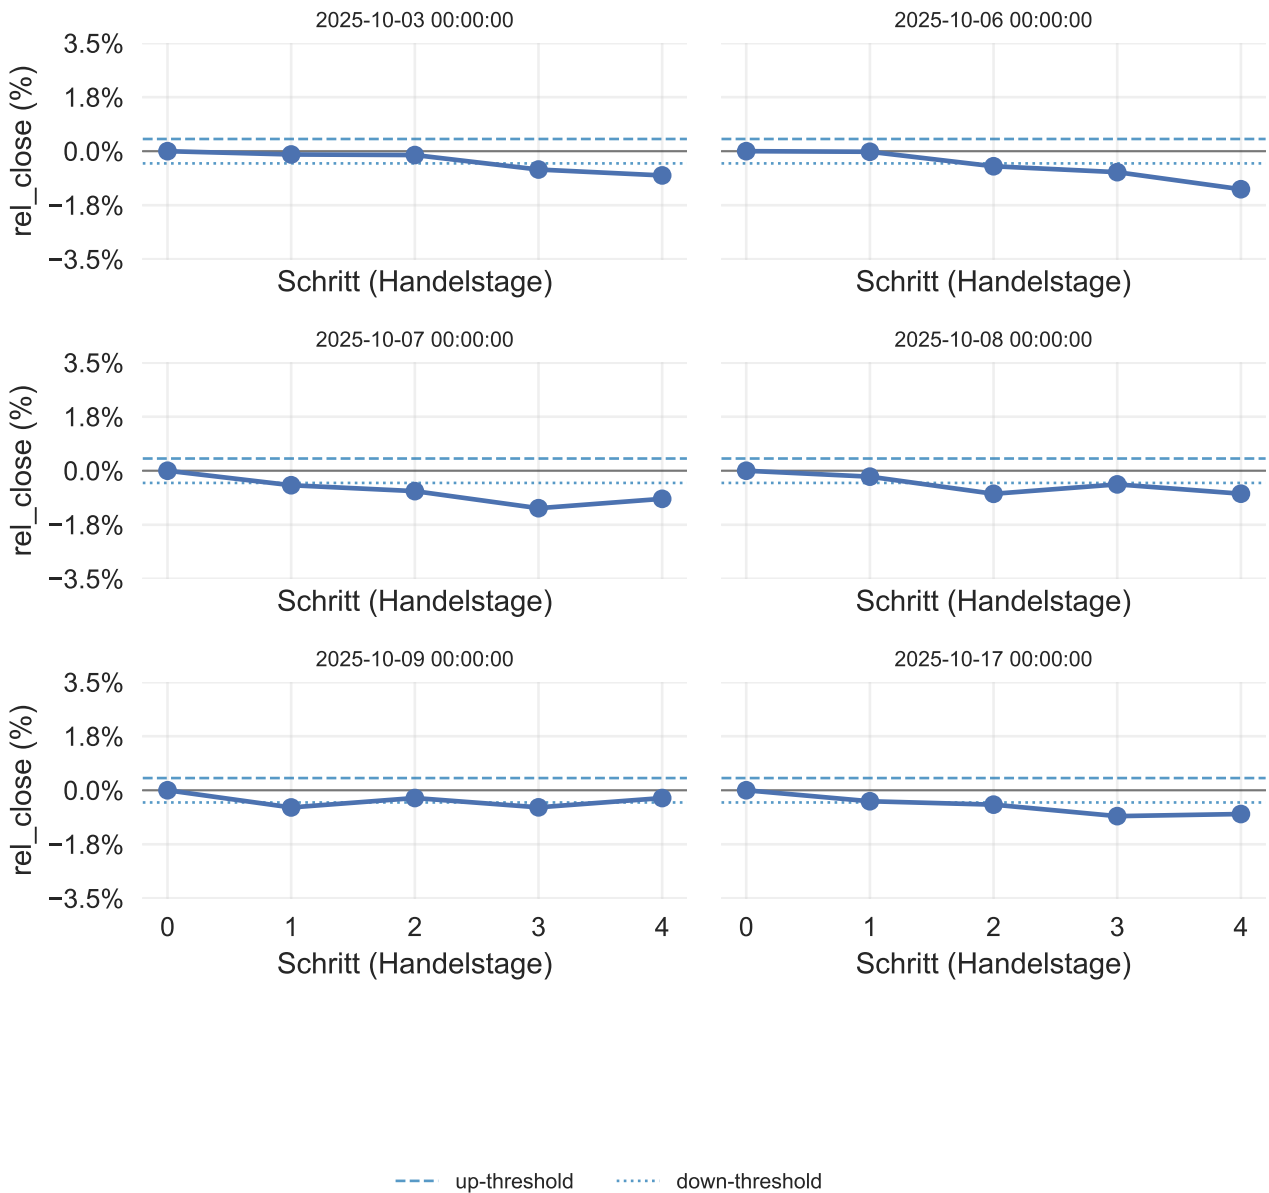 2025-10-03 00:00:00
2025-10-06 00:00:00
rel_close (%)
3.5%
1.8%
0.0%
−1.8%
−3.5%
Schritt (Handelstage)
Schritt (Handelstage)
2025-10-07 00:00:00
2025-10-08 00:00:00
rel_close (%)
3.5%
1.8%
0.0%
−1.8%
−3.5%
Schritt (Handelstage)
Schritt (Handelstage)
2025-10-09 00:00:00
2025-10-17 00:00:00
rel_close (%)
3.5%
1.8%
0.0%
−1.8%
−3.5%
0 1 2 3 4
0 1 2 3 4
Schritt (Handelstage)
Schritt (Handelstage)
up-threshold
down-threshold